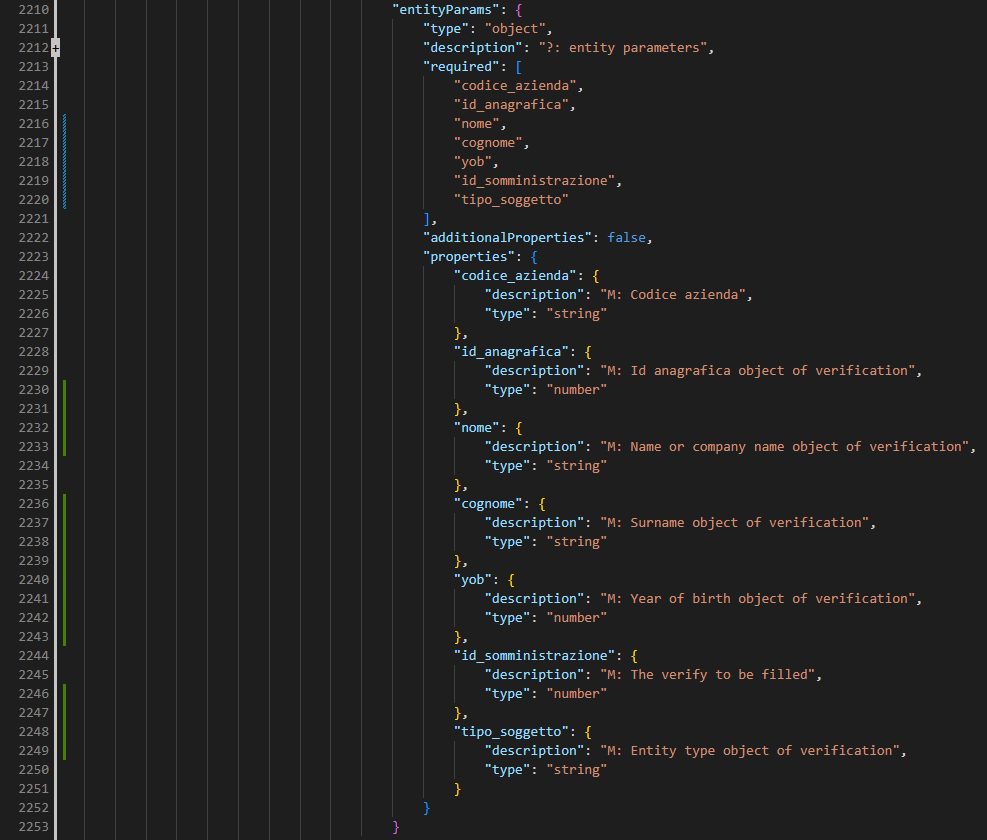 2210 "entityParams": {
2211 "type": "object",
2212 + "description": "?: entity parameters",
2213 "required": [
2214 "codice_azienda",
2215 "id_anagrafica",
2216 "nome",
2217 "cognome",
2218 "yob",
2219 "id_somministrazione",
2220 "tipo_soggetto"
2221 ],
2222 "additionalProperties": false,
2223 "properties": {
2224 "codice_azienda": {
2225 "description": "M: Codice azienda",
2226 "type": "string"
2227 },
2228 "id_anagrafica": {
2229 "description": "M: Id anagrafica object of verification",
2230 "type": "number"
2231 },
2232 "nome": {
2233 "description": "M: Name or company name object of verification",
2234 "type": "string"
2235 },
2236 "cognome": {
2237 "description": "M: Surname object of verification",
2238 "type": "string"
2239 },
2240 "yob": {
2241 "description": "M: Year of birth object of verification",
2242 "type": "number"
2243 },
2244 "id_somministrazione": {
2245 "description": "M: The verify to be filled",
2246 "type": "number"
2247 },
2248 "tipo_soggetto": {
2249 "description": "M: Entity type object of verification",
2250 "type": "string"
2251 }
2252 }
2253 }